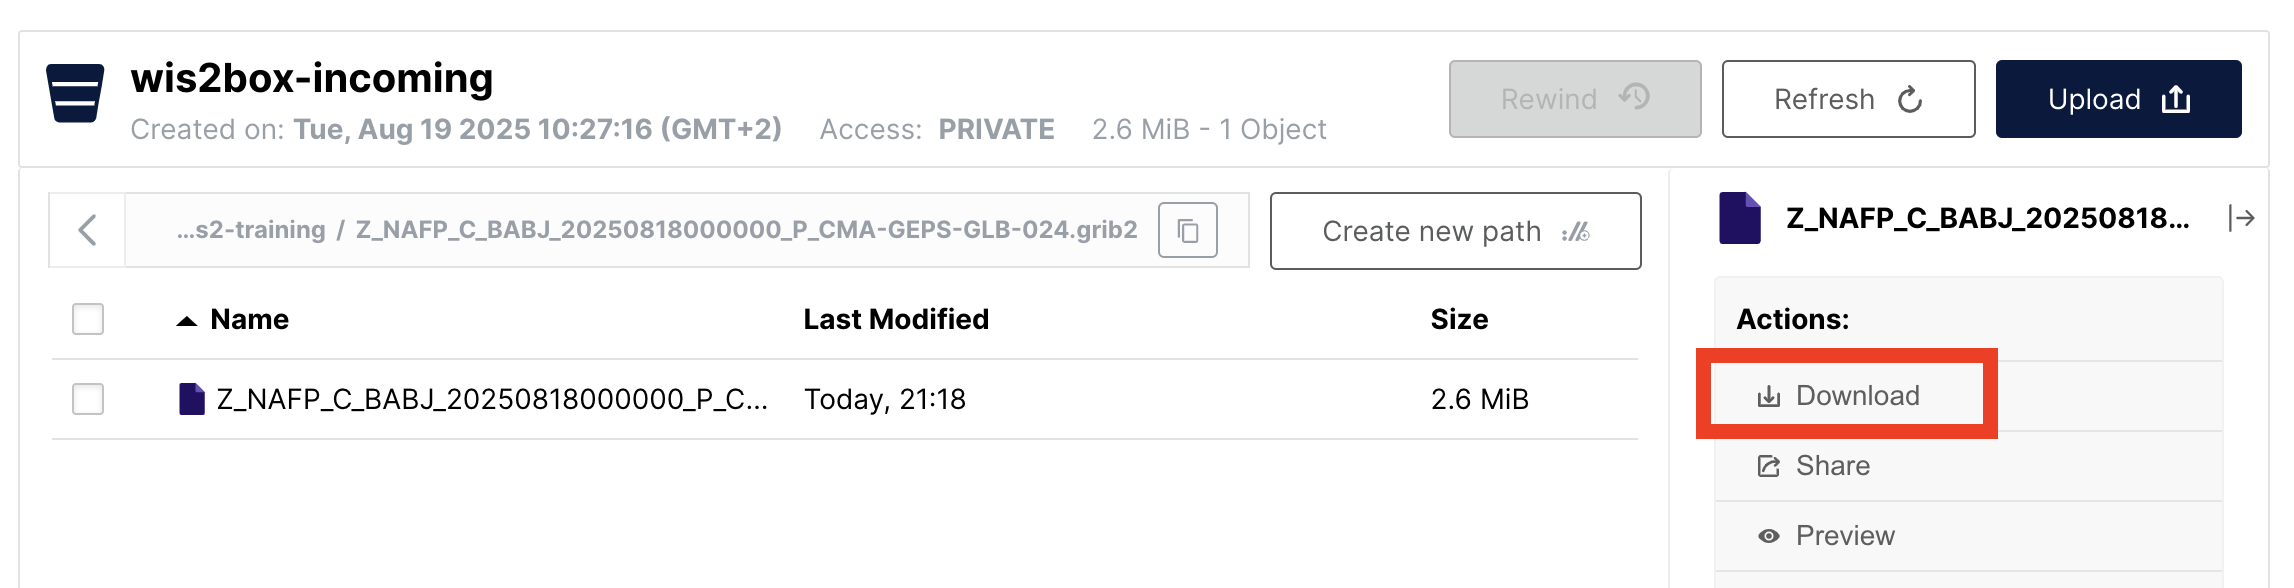 wis2box-incoming
Created on: Tue, Aug 19 2025 10:27:16 (GMT+2) Access: PRIVATE 2.6 MiB - 1 Object
Rewind
Refresh
Upload
...s2-training / Z_NAFP_C_BABJ_20250818000000_P_CMA-GEPS-GLB-024.grib2
Create new path
Name Last Modified Size
Z_NAFP_C_BABJ_20250818000000_P_C... Today, 21:18 2.6 MiB
Z_NAFP_C_BABJ_20250818...
Actions:
Download
Share
Preview